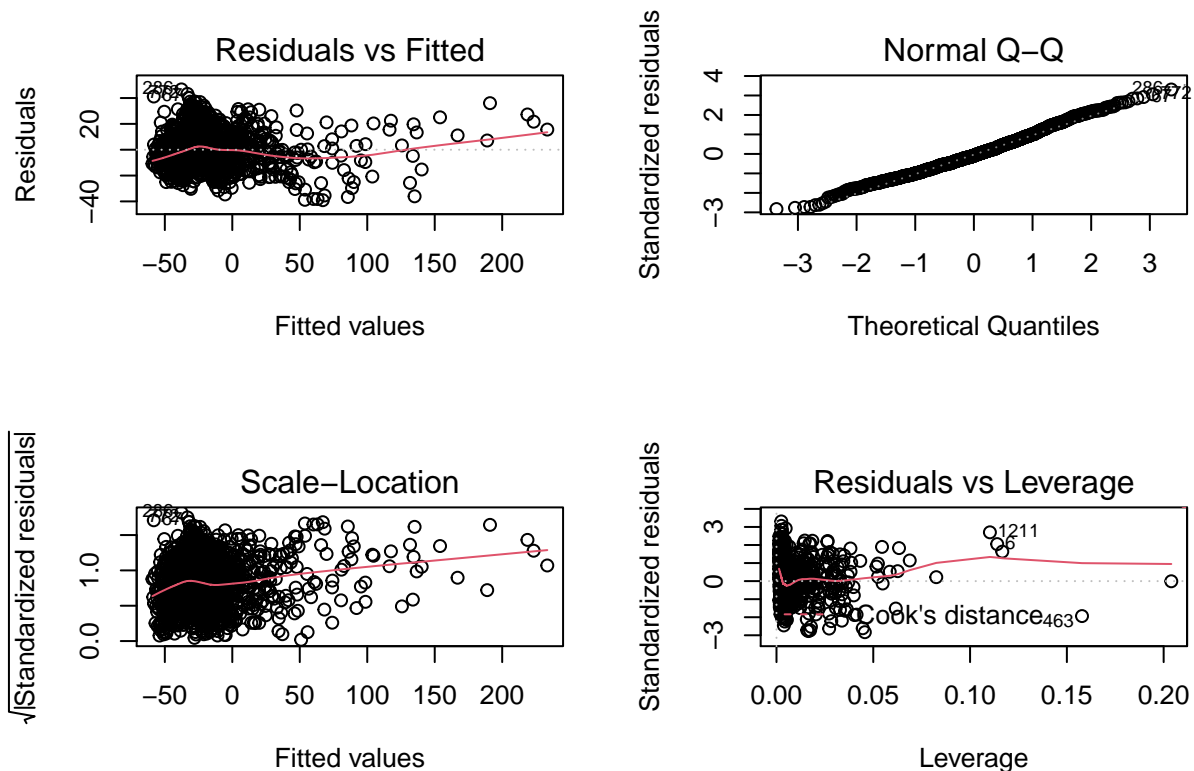 Residuals vs Fitted
Residuals
20
−40
−50 0 50 100 150 200
Fitted values
Normal Q−Q
Standardized residuals
4
2
0
−3
−3 −2 −1 0 1 2 3
Theoretical Quantiles
Scale−Location
√|Standardized residuals|
1.0
0.0
−50 0 50 100 150 200
Fitted values
Residuals vs Leverage
Standardized residuals
3
0
−3
1211
6
Cook's distance
463
0.00 0.05 0.10 0.15 0.20
Leverage